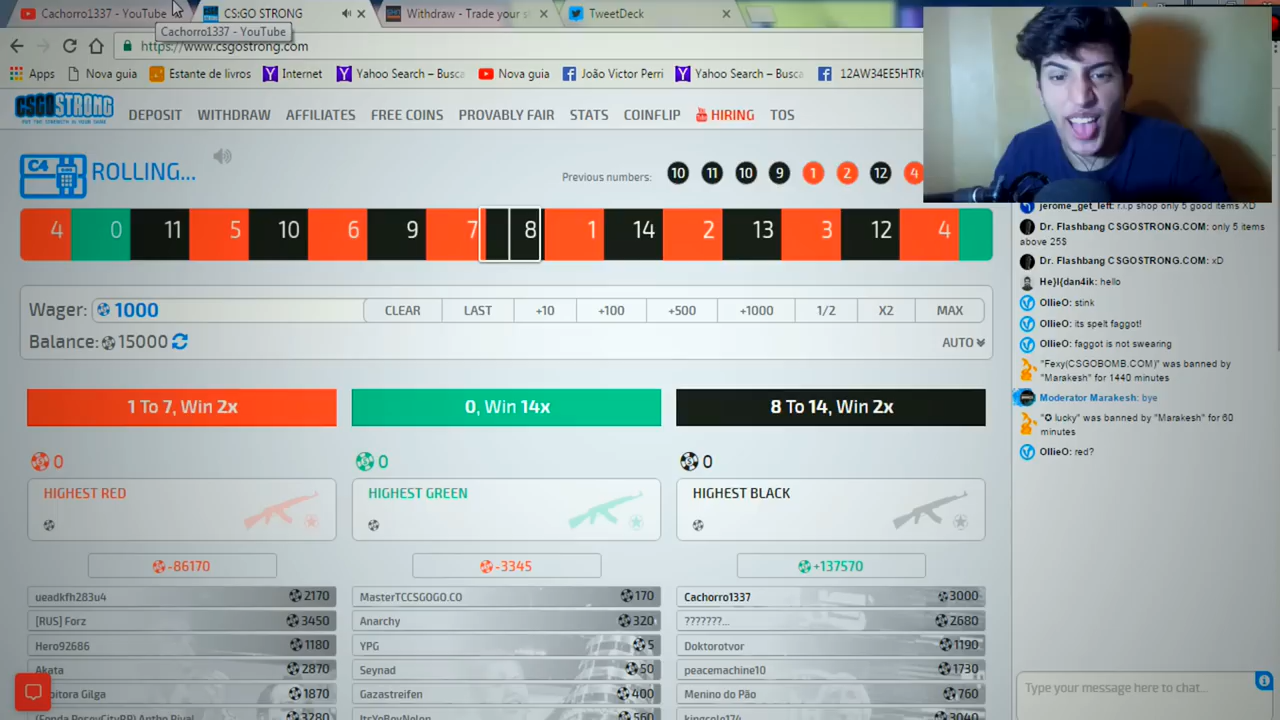 Cachorro1337 - YouTube
CS:GO STRONG
Withdraw - Trade your s
TweetDeck
Cachorro1337 - YouTube
https://www.csgostrong.com
Apps
Nova guia
Estante de livros
Internet
Yahoo Search – Busca
Nova guia
João Victor Perri
Yahoo Search – Busca
12AW34EE5HTR
CSGOSTRONG
DEPOSIT
WITHDRAW
AFFILIATES
FREE COINS
PROVABLY FAIR
STATS
COINFLIP
HIRING
TOS
C4
ROLLING...
Previous numbers:
10 11 10 9 1 2 12 4
4 0 11 5 10 6 9 7 8 1 14 2 13 3 12 4
Wager: 1000
CLEAR
LAST
+10
+100
+500
+1000
1/2
X2
MAX
Balance: 15000
AUTO
1 To 7, Win 2x
0, Win 14x
8 To 14, Win 2x
0
0
0
HIGHEST RED
HIGHEST GREEN
HIGHEST BLACK
-86170
-3345
+137570
ueadkfh283u4 2170
[RUS] Forz 3450
Hero92686 1180
Akata 2870
pitora Gilga 1870
3280
MasterTCCSGOGO.CO 170
Anarchy 320
YPG 5
Seynad 50
Gazastreifen 400
ItsYoBoyNolon 560
Cachorro1337 3000
???????... 2680
Doktorotvor 1190
peacemachine10 1730
Menino do Pão 760
3040
jerome_get_left: r.i.p shop only 5 good items XD
Dr. Flashbang CSGOSTRONG.COM: only 5 items
above 25$
Dr. Flashbang CSGOSTRONG.COM: xD
He}l{dan4ik: hello
OllieO: stink
OllieO: its spelt faggot!
OllieO: faggot is not swearing
"Fexy(CSGOBOMB.COM)" was banned by
"Marakesh" for 1440 minutes
Moderator Marakesh: bye
"✪ lucky" was banned by "Marakesh" for 60
minutes
OllieO: red?
Type your message here to chat...